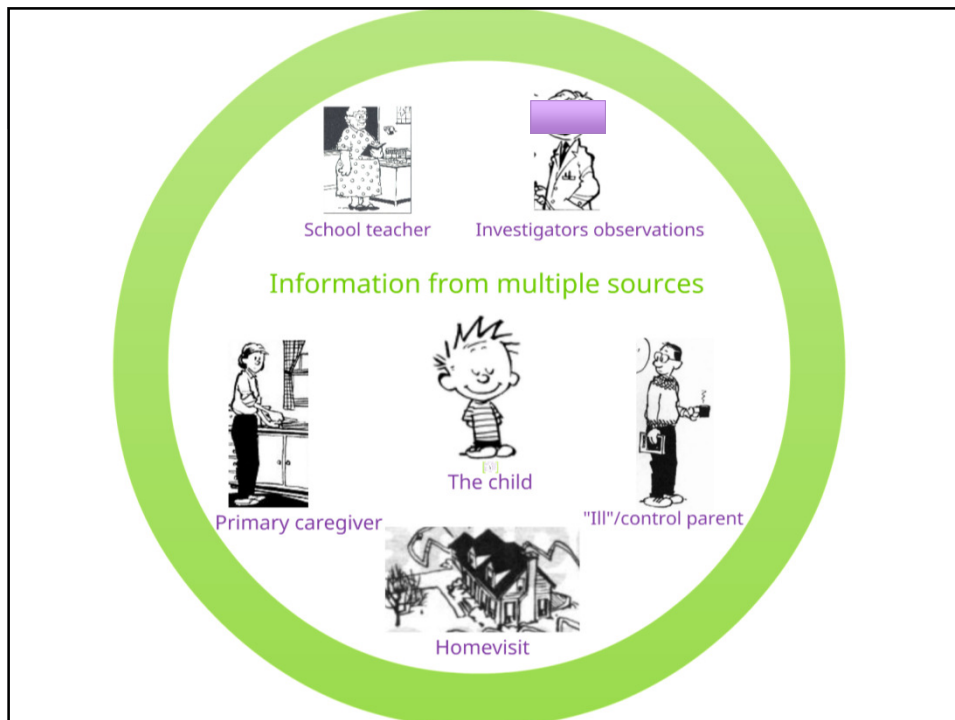 School teacher
Investigators observations
Information from multiple sources
The child
Primary caregiver
"Ill"/control parent
Homevisit